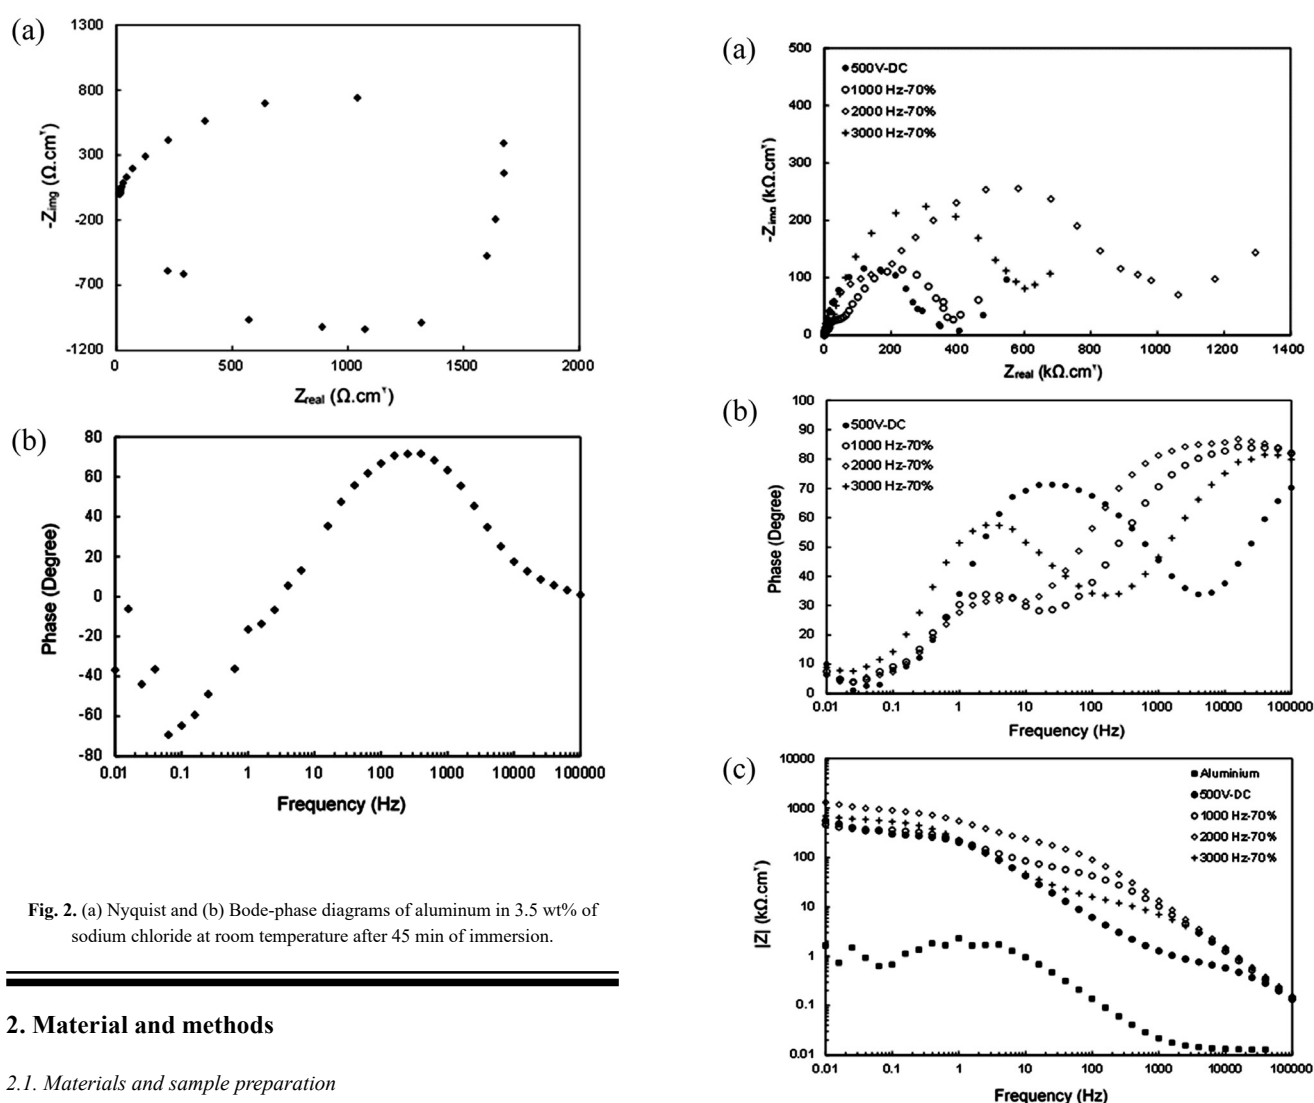 (a)
1300
800
300
-200
-700
-1200
-Zimg (Ω.cm²)
0
500
1000
1500
2000
Zreal (Ω.cm²)
(b)
80
60
40
20
0
-20
-40
-60
-80
Phase (Degree)
0.01
0.1
1
10
100
1000
10000
100000
Frequency (Hz)
Fig. 2. (a) Nyquist and (b) Bode-phase diagrams of aluminum in 3.5 wt% of
sodium chloride at room temperature after 45 min of immersion.
2. Material and methods
2.1. Materials and sample preparation
(a)
500
400
300
200
100
0
-Zimg (kΩ.cm²)
500V-DC
1000 Hz-70%
2000 Hz-70%
3000 Hz-70%
0
200
400
600
800
1000
1200
1400
Zreal (kΩ.cm²)
(b)
100
90
80
70
60
50
40
30
20
10
0
Phase (Degree)
500V-DC
1000 Hz-70%
2000 Hz-70%
3000 Hz-70%
0.01
0.1
1
10
100
1000
10000
100000
Frequency (Hz)
(c)
10000
1000
100
10
1
0.1
0.01
|Z| (kΩ.cm²)
Aluminium
500V-DC
1000 Hz-70%
2000 Hz-70%
3000 Hz-70%
0.01
0.1
1
10
100
1000
10000
100000
Frequency (Hz)